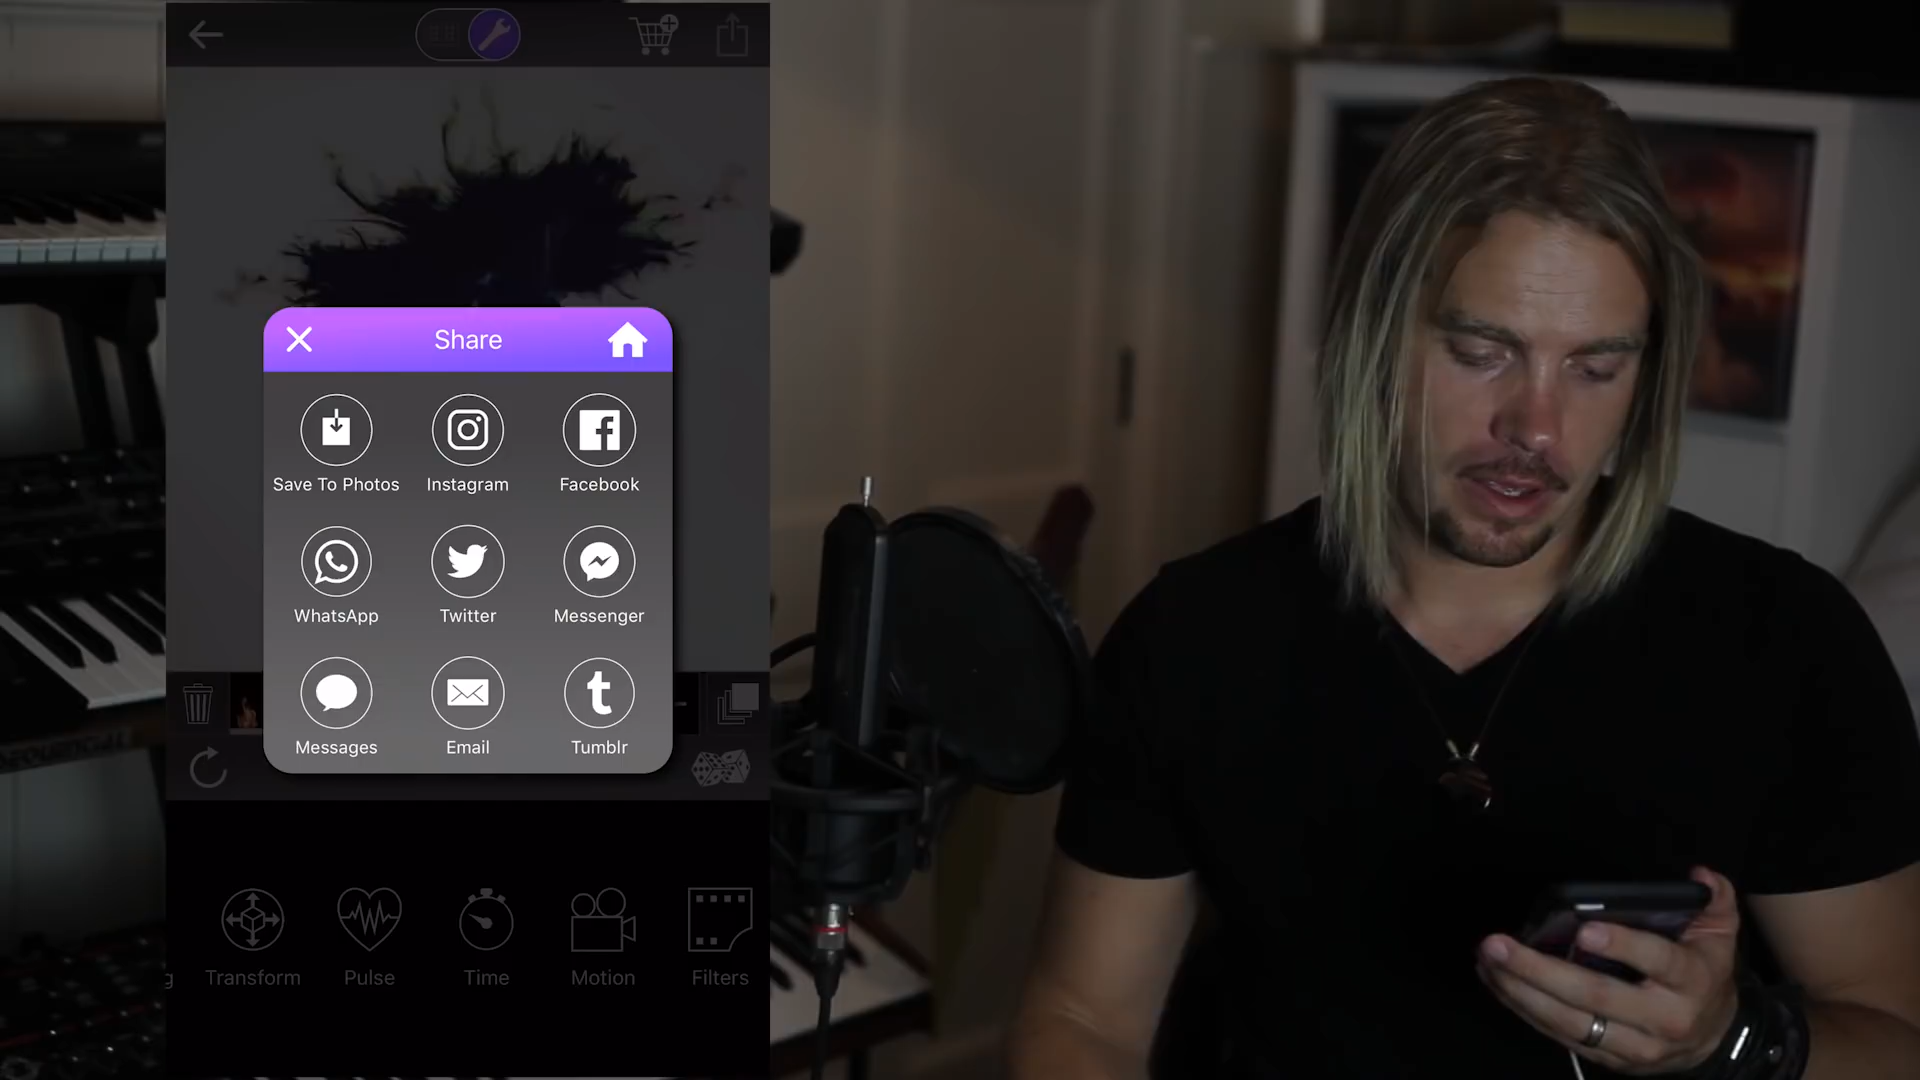 Share
Save To Photos
Instagram
Facebook
WhatsApp
Twitter
Messenger
Messages
Email
Tumblr
g
Transform
Pulse
Time
Motion
Filters